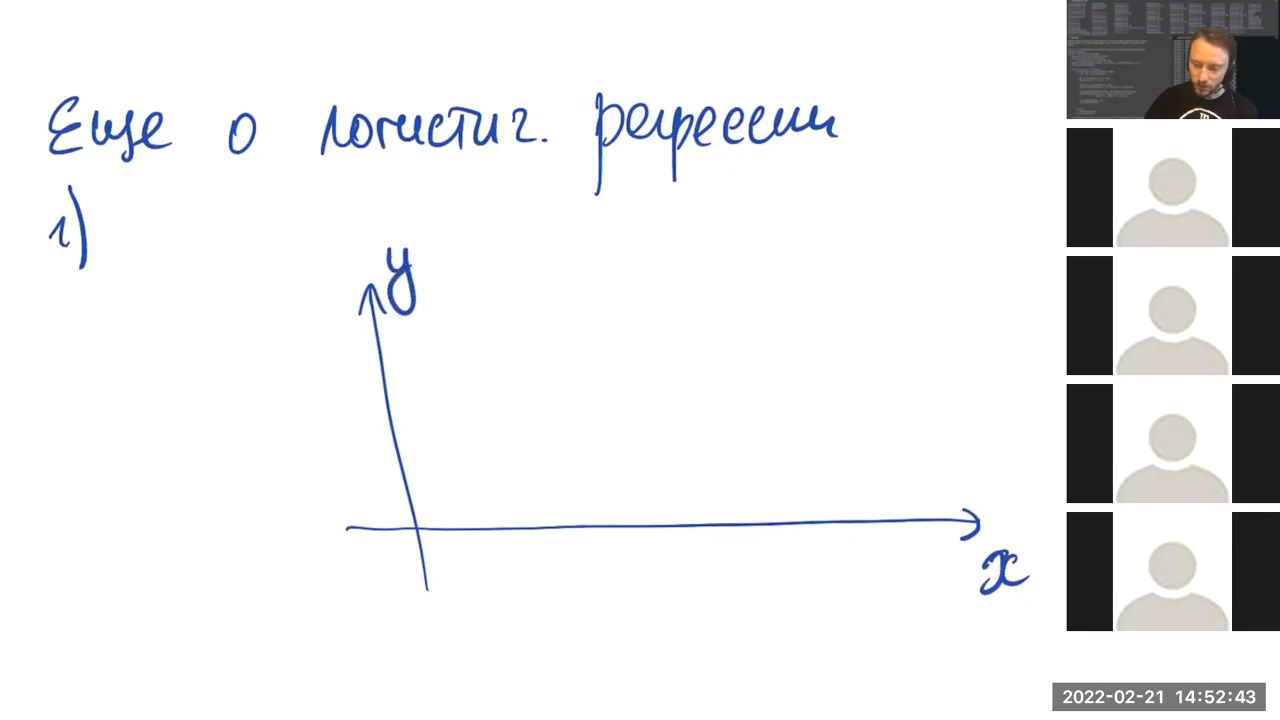 Еще о логистич. регрессии
1)
y
x
2022-02-21 14:52:43